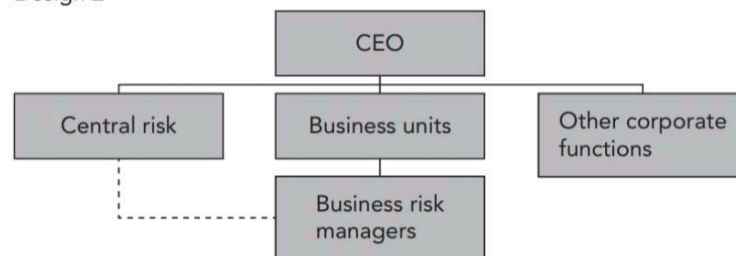 CEO
Central risk
Business units
Other corporate
functions
Business risk
managers